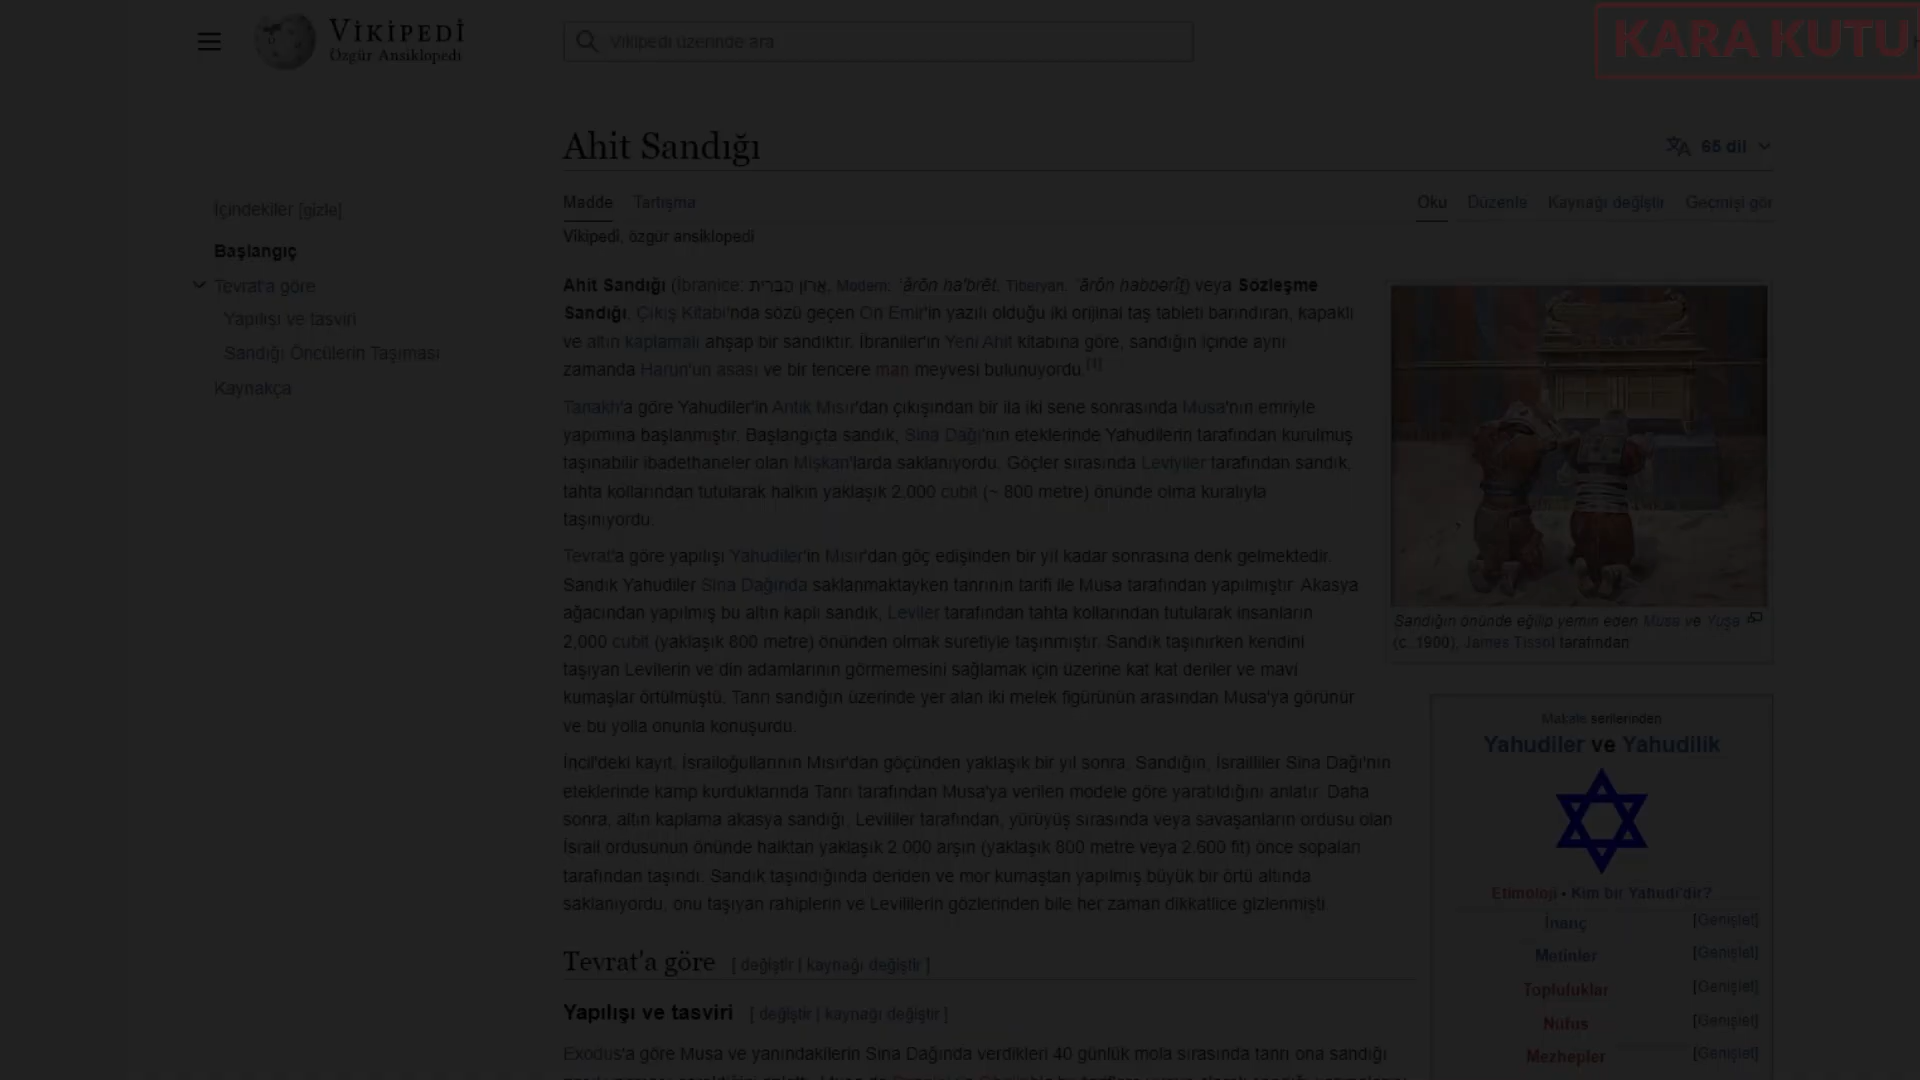 VİKİPEDİ
Özgür Ansiklopedi
Vikipedi üzerinde ara
KARA KUTU
Ahit Sandığı
65 dil
Madde Tartışma
Oku Düzenle Kaynağı değiştir Geçmişi gör
Vikipedi, özgür ansiklopedi
İçindekiler [gizle]
Başlangıç
Tevrat'a göre
Yapılışı ve tasviri
Sandığı Öncülerin Taşıması
Kaynakça
Ahit Sandığı (İbranice: אֲרוֹן הַבְּרִית, Modern: ʾārōn ha'brēt, Tiberyan: ʾārôn habbərîṯ) veya Sözleşme
Sandığı, Çıkış Kitabı'nda sözü geçen On Emir'in yazılı olduğu iki orijinal taş tableti barındıran, kapaklı
ve altın kaplamalı ahşap bir sandıktır. İbraniler'in Yeni Ahit kitabına göre, sandığın içinde aynı
zamanda Harun'un asası ve bir tencere man meyvesi bulunuyordu.[1]
Tanakh'a göre Yahudiler'in Antik Mısır'dan çıkışından bir ila iki sene sonrasında Musa'nın emriyle
yapımına başlanmıştır. Başlangıçta sandık, Sina Dağı'nın eteklerinde Yahudilerin tarafından kurulmuş
taşınabilir ibadethaneler olan Mişkan'larda saklanıyordu. Göçler sırasında Leviyiler tarafından sandık,
tahta kollarından tutularak halkın yaklaşık 2,000 cubit (~ 800 metre) önünde olma kuralıyla
taşınıyordu.
Tevrat'a göre yapılışı Yahudiler'in Mısır'dan göç edişinden bir yıl kadar sonrasına denk gelmektedir.
Sandık Yahudiler Sina Dağında saklanmaktayken tanrının tarifi ile Musa tarafından yapılmıştır. Akasya
ağacından yapılmış bu altın kaplı sandık, Leviler tarafından tahta kollarından tutularak insanların
2,000 cubit (yaklaşık 800 metre) önünden olmak suretiyle taşınmıştır. Sandık taşınırken kendini
taşıyan Levilerin ve din adamlarının görmemesini sağlamak için üzerine kat kat deriler ve mavi
kumaşlar örtülmüştü. Tanrı sandığın üzerinde yer alan iki melek figürünün arasından Musa'ya görünür
ve bu yolla onunla konuşurdu.
İncil'deki kayıt, İsrailoğullarının Mısır'dan göçünden yaklaşık bir yıl sonra, Sandığın, İsrailliler Sina Dağı'nın
eteklerinde kamp kurduklarında Tanrı tarafından Musa'ya verilen modele göre yaratıldığını anlatır. Daha
sonra, altın kaplama akasya sandığı, Levililer tarafından, yürüyüş sırasında veya savaşanların ordusu olan
İsrail ordusunun önünde halktan yaklaşık 2.000 arşın (yaklaşık 800 metre veya 2.600 fit) önce sopaları
tarafından taşındı. Sandık taşındığında deriden ve mor kumaştan yapılmış büyük bir örtü altında
saklanıyordu, onu taşıyan rahiplerin ve Levililerin gözlerinden bile her zaman dikkatlice gizlenmişti
Sandığın önünde eğilip yemin eden Musa ve Yuşa
(c. 1900), James Tissot tarafından
Makale serilerinden
Yahudiler ve Yahudilik
Etimoloji • Kim bir Yahudi'dir?
İnanç [Genişlet]
Metinler [Genişlet]
Topluluklar [Genişlet]
Nüfus [Genişlet]
Mezhepler [Genişlet]
Tevrat'a göre [ değiştir | kaynağı değiştir ]
Yapılışı ve tasviri [ değiştir | kaynağı değiştir ]
Exodus'a göre Musa ve yanındakilerin Sina Dağında verdikleri 40 günlük mola sırasında tanrı ona sandığı